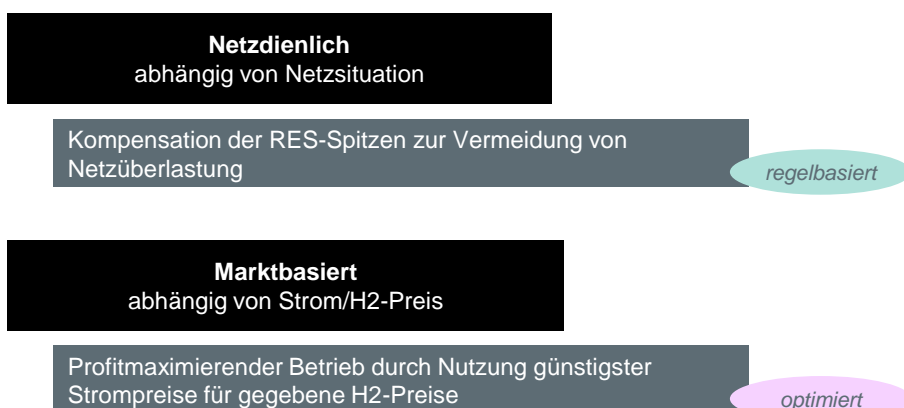 Netzdienlich
abhängig von Netzsituation
Kompensation der RES-Spitzen zur Vermeidung von
Netzüberlastung
regelbasiert
Marktbasiert
abhängig von Strom/H2-Preis
Profitmaximierender Betrieb durch Nutzung günstigster
Strompreise für gegebene H2-Preise
optimiert